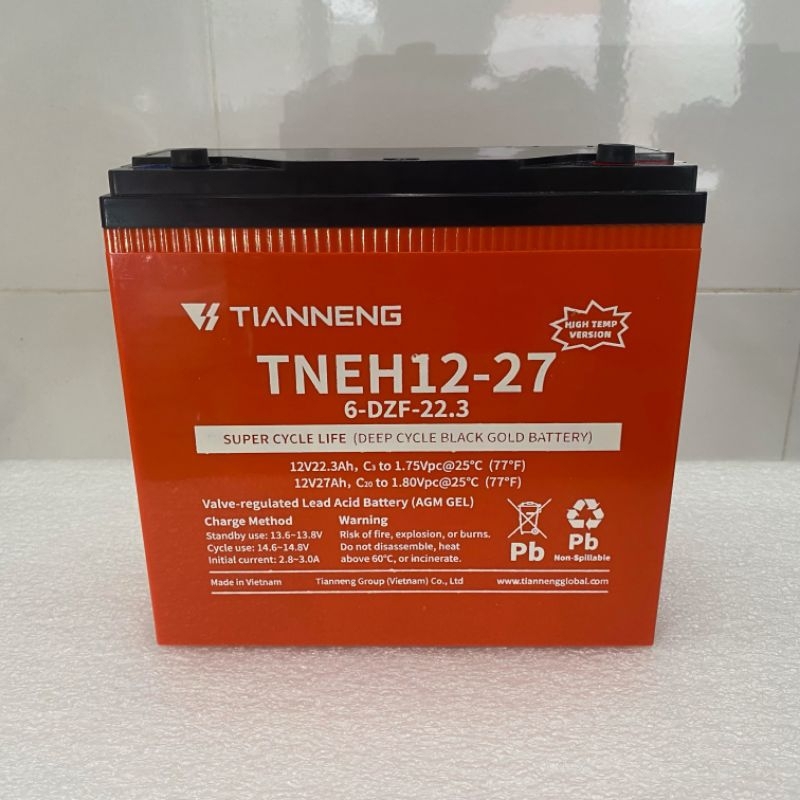 TIANNENG
HIGH TEMP
VERSION
TNEH12-27
6-DZF-22.3
SUPER CYCLE LIFE (DEEP CYCLE BLACK GOLD BATTERY)
12V22.3Ah, C₃ to 1.75Vpc@25°C (77°F)
12V27Ah, C₂₀ to 1.80Vpc@25°C (77°F)
Valve-regulated Lead Acid Battery (AGM GEL)
Charge Method
Standby use: 13.6~13.8V
Cycle use: 14.6~14.8V
Initial current: 2.8~3.0A
Warning
Risk of fire, explosion, or burns.
Do not disassemble, heat
above 60°C, or incinerate.
Pb
Pb
Non-Spillable
Made in Vietnam Tianneng Group (Vietnam) Co., Ltd www.tiannengglobal.com